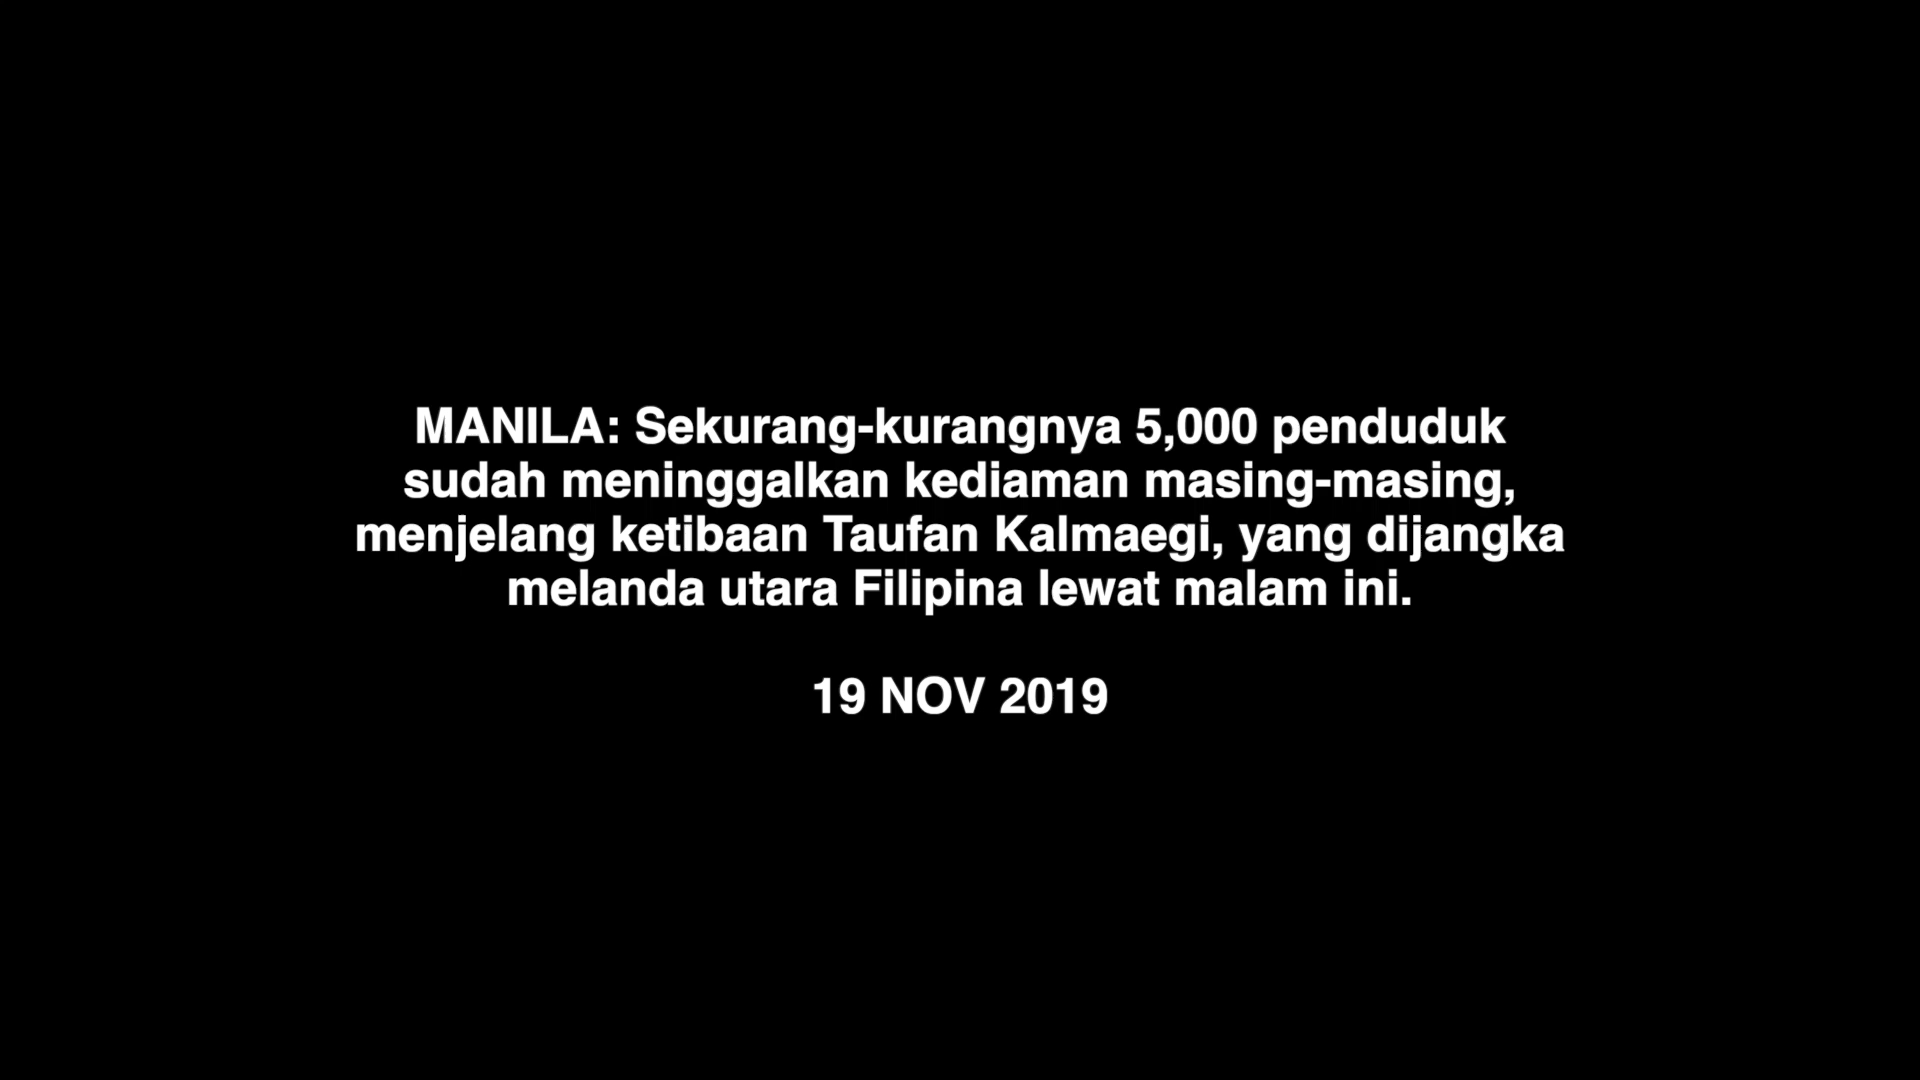 MANILA: Sekurang-kurangnya 5,000 penduduk
sudah meninggalkan kediaman masing-masing,
menjelang ketibaan Taufan Kalmaegi, yang dijangka
melanda utara Filipina lewat malam ini.
19 NOV 2019